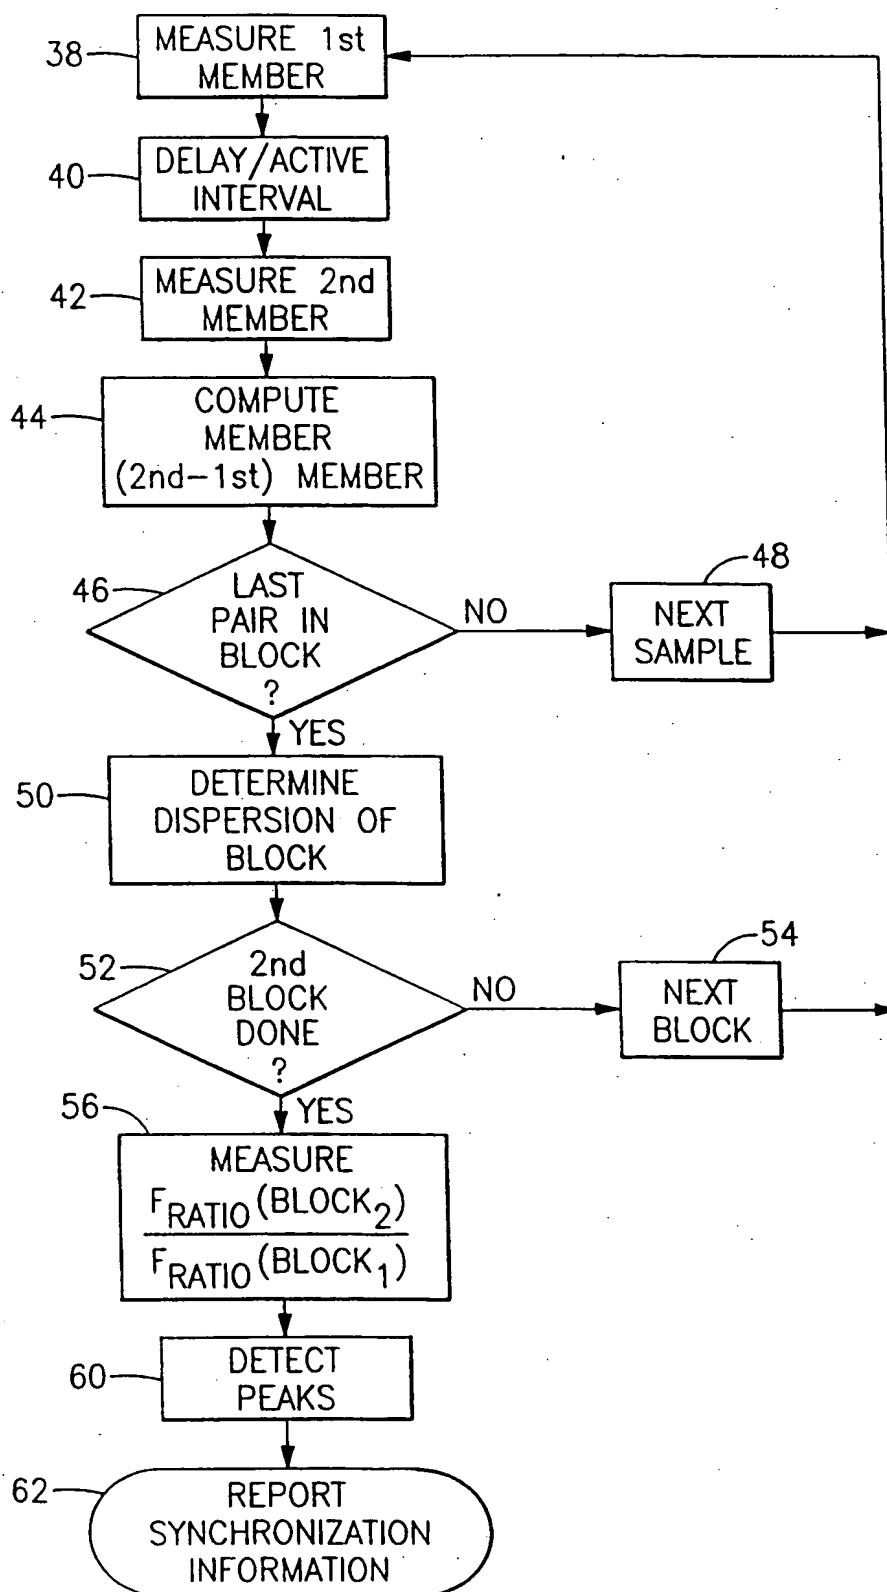 38
MEASURE 1st
MEMBER
40
DELAY/ACTIVE
INTERVAL
42
MEASURE 2nd
MEMBER
44
COMPUTE
MEMBER
(2nd-1st) MEMBER
46
LAST
PAIR IN
BLOCK
?
NO
48
NEXT
SAMPLE
YES
50
DETERMINE
DISPERSION OF
BLOCK
52
2nd
BLOCK
DONE
?
NO
54
NEXT
BLOCK
YES
56
MEASURE
FRATIO(BLOCK2)
FRATIO(BLOCK1)
60
DETECT
PEAKS
62
REPORT
SYNCHRONIZATION
INFORMATION